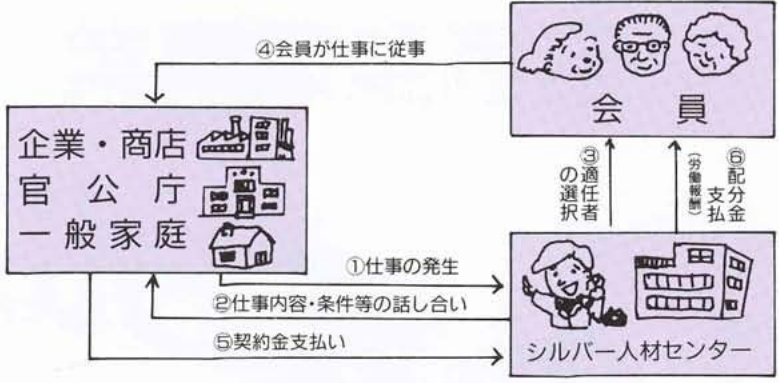 ④会員が仕事に従事
会員
企業・商店
官公庁
一般家庭
③適任者の選択
⑥配分金支払
(労働報酬)
①仕事の発生
②仕事内容・条件等の話し合い
⑤契約金支払い
シルバー人材センター